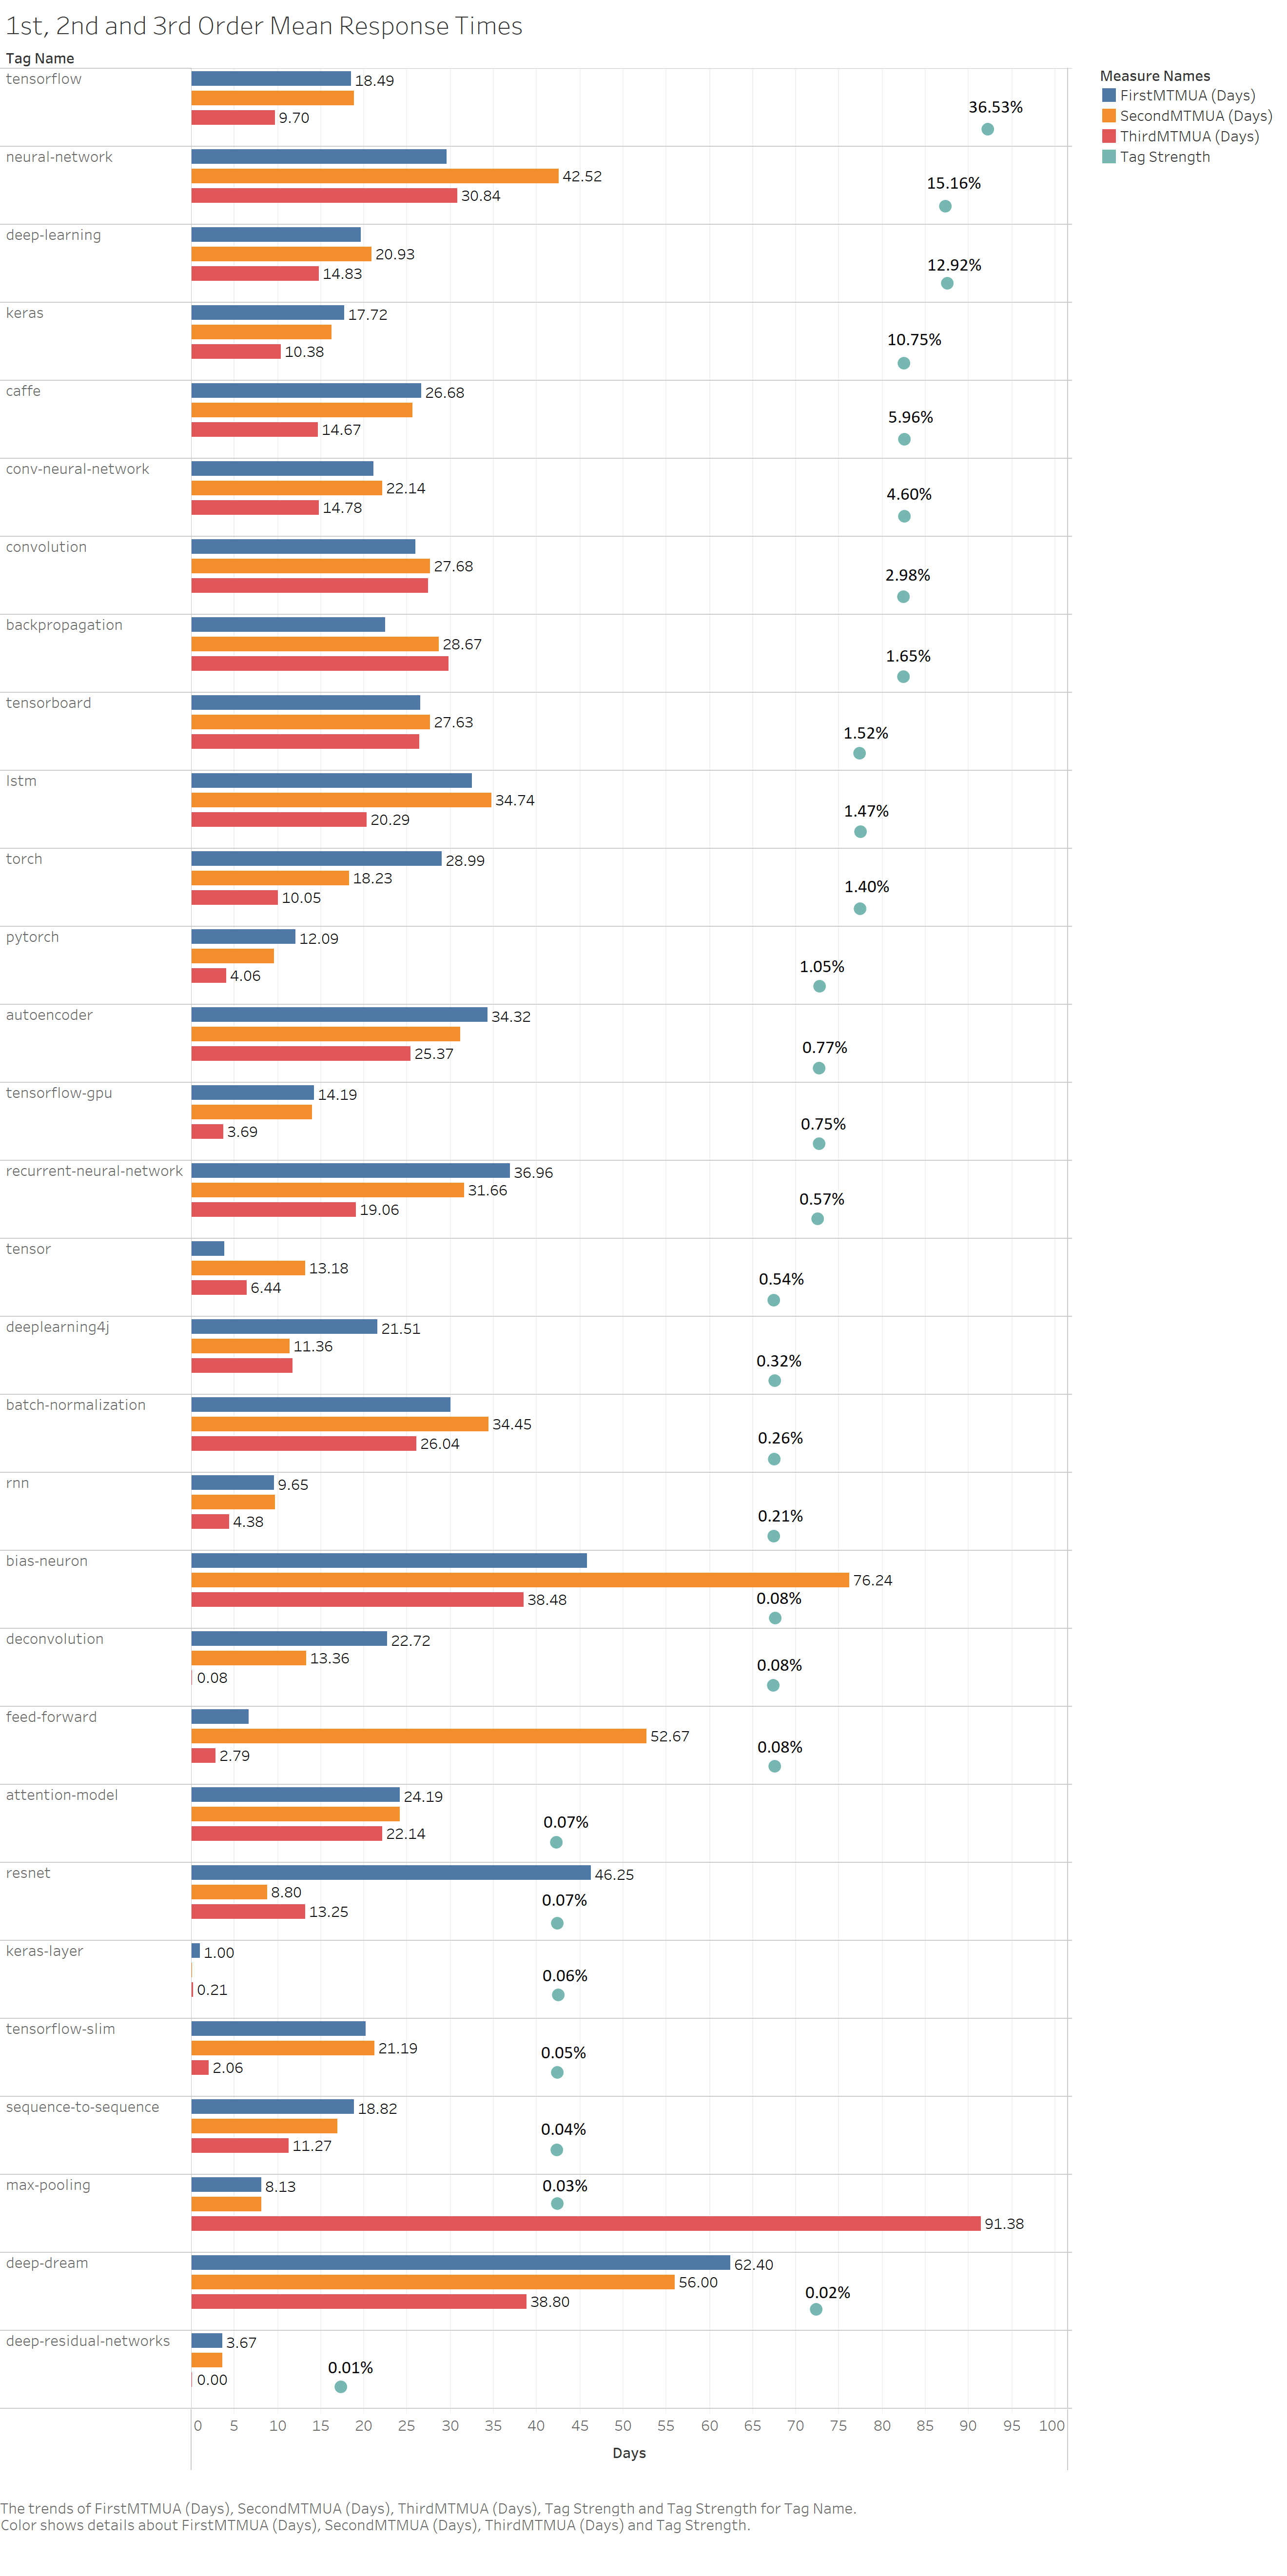 1st, 2nd and 3rd Order Mean Response Times
Tag Name
Measure Names
FirstMTMUA (Days)
SecondMTMUA (Days)
ThirdMTMUA (Days)
Tag Strength
tensorflow
18.49
36.53%
9.70
neural-network
42.52
15.16%
30.84
deep-learning
20.93
12.92%
14.83
keras
17.72
10.75%
10.38
caffe
26.68
5.96%
14.67
conv-neural-network
22.14
4.60%
14.78
convolution
27.68
2.98%
backpropagation
28.67
1.65%
tensorboard
27.63
1.52%
lstm
34.74
1.47%
20.29
torch
28.99
18.23
1.40%
10.05
pytorch
12.09
1.05%
4.06
autoencoder
34.32
0.77%
25.37
tensorflow-gpu
14.19
0.75%
3.69
recurrent-neural-network
36.96
31.66
0.57%
19.06
tensor
13.18
0.54%
6.44
deeplearning4j
21.51
11.36
0.32%
batch-normalization
34.45
0.26%
26.04
rnn
9.65
0.21%
4.38
bias-neuron
76.24
0.08%
38.48
deconvolution
22.72
13.36
0.08%
0.08
feed-forward
52.67
0.08%
2.79
attention-model
24.19
0.07%
22.14
resnet
46.25
8.80
0.07%
13.25
keras-layer
1.00
0.06%
0.21
tensorflow-slim
21.19
0.05%
2.06
sequence-to-sequence
18.82
0.04%
11.27
max-pooling
8.13
0.03%
91.38
deep-dream
62.40
56.00
0.02%
38.80
deep-residual-networks
3.67
0.01%
0.00
0 5 10 15 20 25 30 35 40 45 50 55 60 65 70 75 80 85 90 95 100
Days
The trends of FirstMTMUA (Days), SecondMTMUA (Days), ThirdMTMUA (Days), Tag Strength and Tag Strength for Tag Name.
Color shows details about FirstMTMUA (Days), SecondMTMUA (Days), ThirdMTMUA (Days) and Tag Strength.